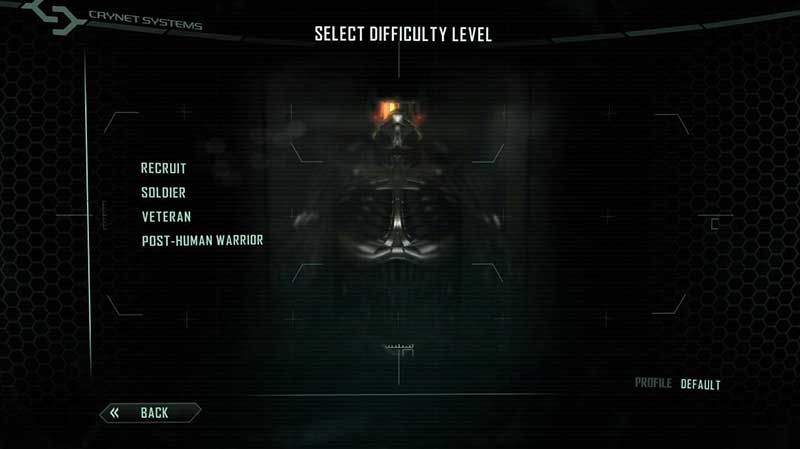 CRYNET SYSTEMS
SELECT DIFFICULTY LEVEL
RECRUIT
SOLDIER
VETERAN
POST-HUMAN WARRIOR
PROFILE DEFAULT
BACK